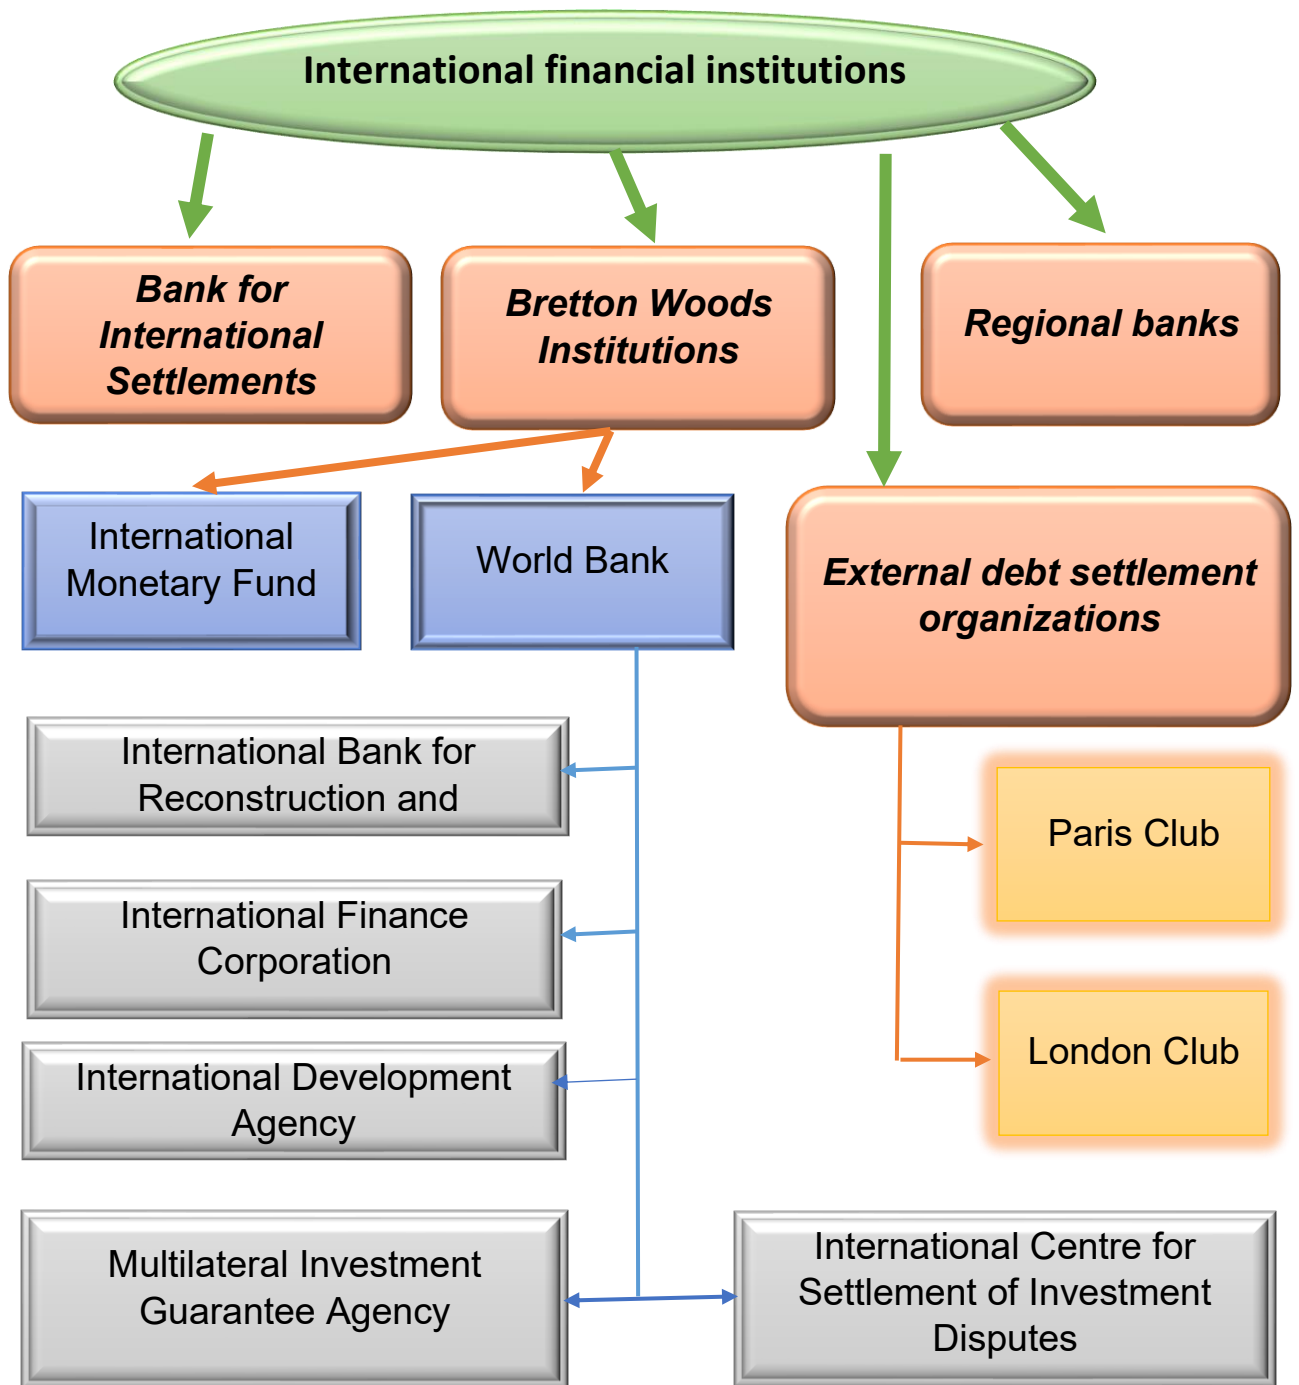 International financial institutions
Bank for
International
Settlements
Bretton Woods
Institutions
Regional banks
International
Monetary Fund
World Bank
External debt settlement
organizations
International Bank for
Reconstruction and
Paris Club
International Finance
Corporation
London Club
International Development
Agency
Multilateral Investment
Guarantee Agency
International Centre for
Settlement of Investment
Disputes